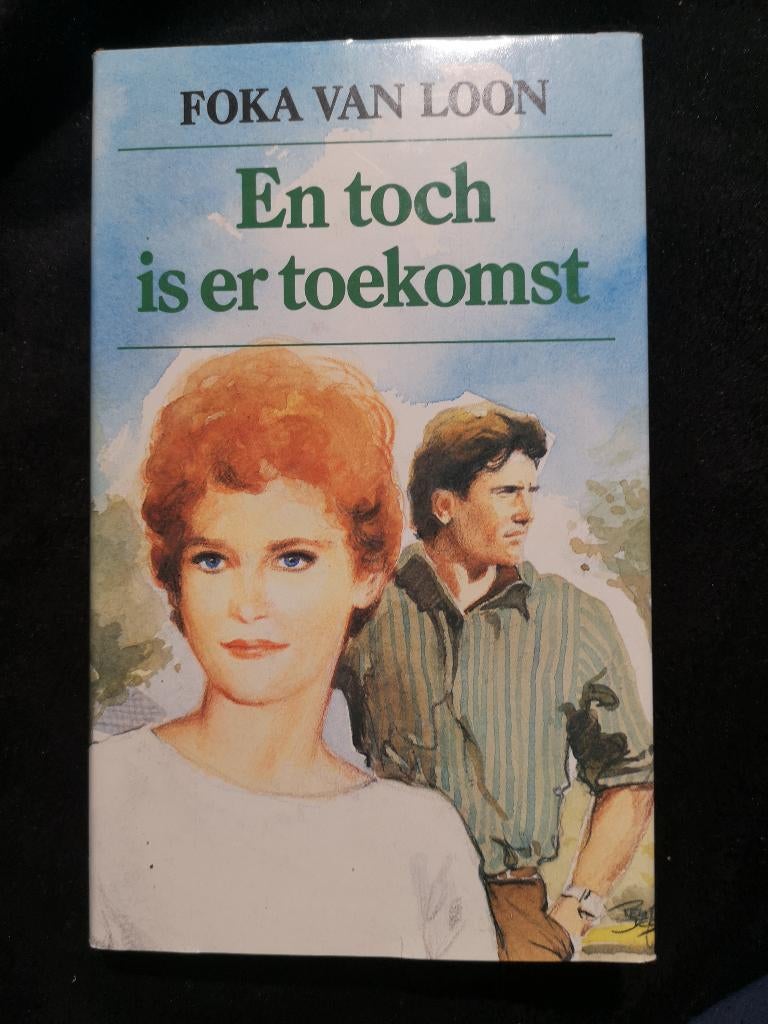 FOKA VAN LOON
En toch
is er toekomst